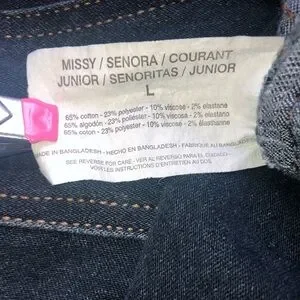 MISSY / SENORA / COURANT
JUNIOR / SENORITAS / JUNIOR
L
65% cotton - 23% polyester - 10% viscose - 2% elastane
65% algodón - 23% poliéster - 10% viscosa - 2% elastano
65% coton - 23% polyester - 10% viscose - 2% élasthanne
MADE IN BANGLADESH - HECHO EN BANGLADESH - FABRIQUE AU BANGLADESH
SEE REVERSE FOR CARE - VER AL REVERSO PARA EL CUIDADO
VOIR LES INSTRUCTIONS D'ENTRETIEN AU DOS